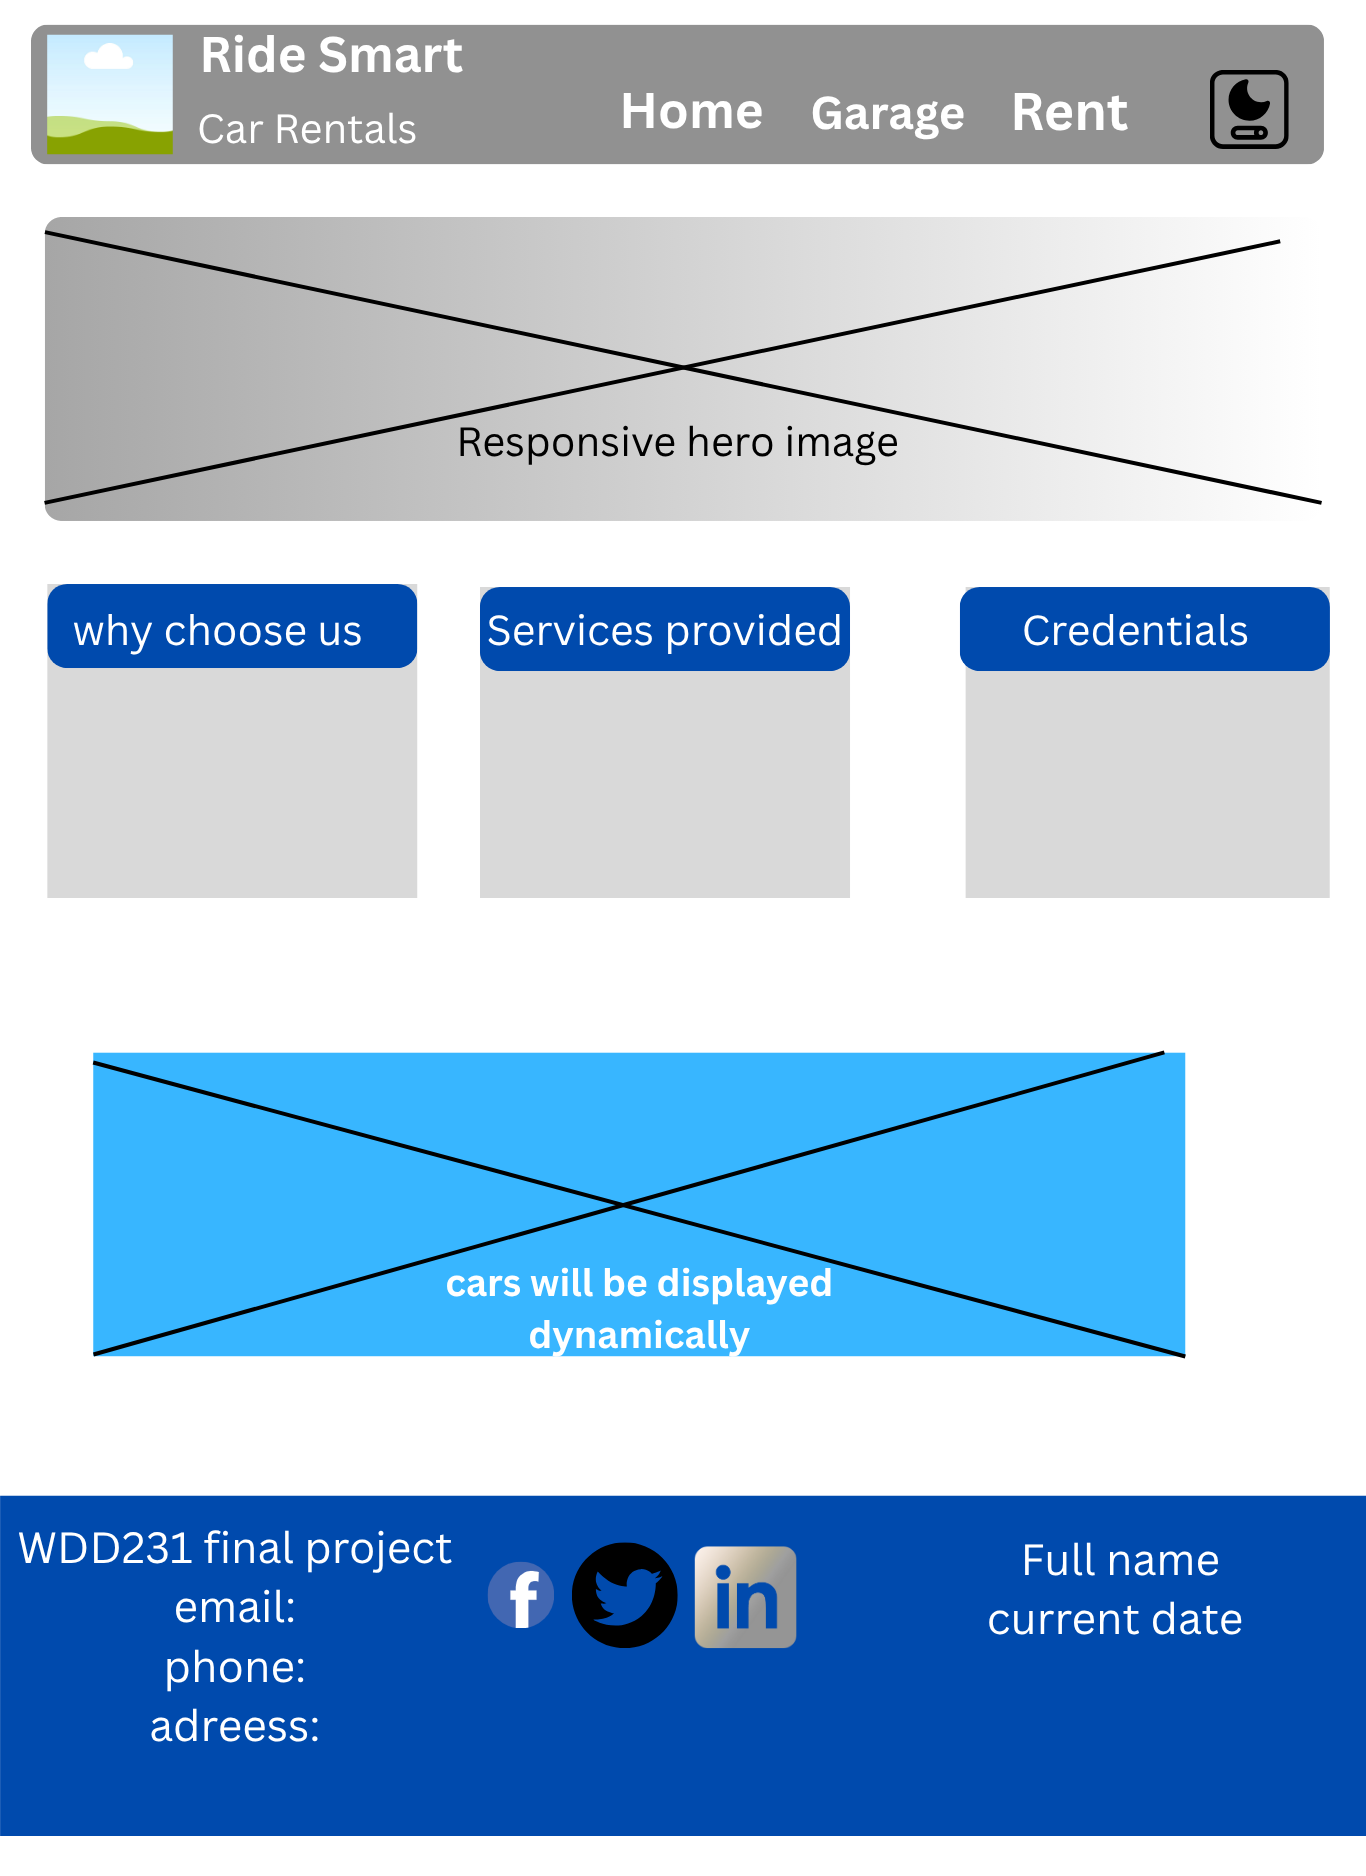 Ride Smart
Car Rentals
Home Garage Rent
Responsive hero image
why choose us
Services provided
Credentials
cars will be displayed
dynamically
WDD231 final project
email:
phone:
adreess:
f
in
Full name
current date